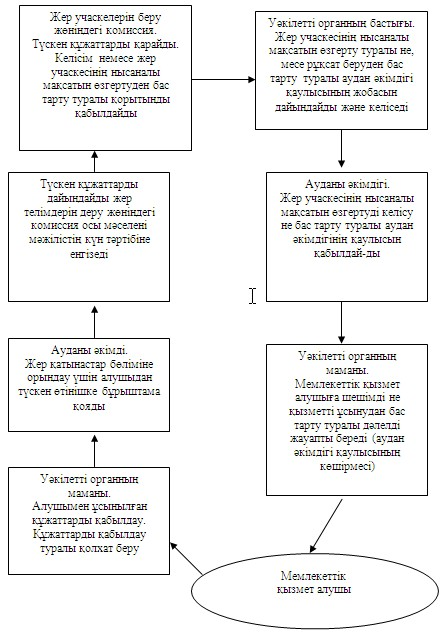 Жер учаскелерін беру
жөніндегі комиссия.
Түскен құжаттарды қарайды.
Келісім  немесе жер
учаскесінің нысаналы
мақсатын өзгертуден бас
тарту туралы қорытынды
қабылдайды
Уәкілетті органның бастығы.
Жер учаскесінің нысаналы
мақсатын өзгерту туралы не,
месе рұқсат беруден бас
тарту  туралы аудан әкімдігі
қаулысының жобасын
дайындайды және келіседі
Түскен құжаттарды
дайындайды жер
телімдерін деру жөніндегі
комиссия осы мәселені
мәжілістің күн тәртібіне
енгізеді
Ауданы әкімдігі.
Жер учаскесінің нысаналы
мақсатын өзгертуді келісу
не бас тарту туралы аудан
әкімдігінің қаулысын
қабылдай-ды
Ауданы әкімді.
Жер қатынастар бөліміне
орындау үшін алушыдан
түскен өтінішке бұрыштама
қояды
Уәкілетті органның
маманы.
Мемлекеттік қызмет
алушыға шешімді не
қызметті ұсынудан бас
тарту туралы дәлелді
жауапты береді  (аудан
әкімдігі қаулысының
көшірмесі)
Уәкілетті органның
маманы.
Алушымен ұсынылған
құжаттарды қабылдау.
Құжаттарды қабылдау
туралы қолхат беру
Мемлекеттік
қызмет алушы